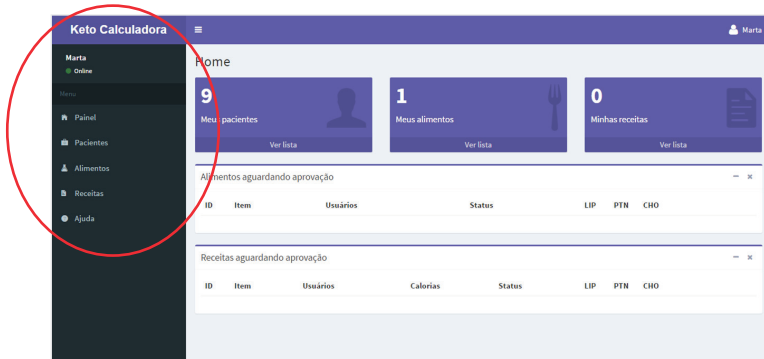 Keto Calculadora
Marta
Marta
Online
Menu
Painel
Pacientes
Alimentos
Receitas
Ajuda
Home
9
Meus pacientes
Ver lista
1
Meus alimentos
Ver lista
0
Minhas receitas
Ver lista
Alimentos aguardando aprovação
ID Item Usuários Status LIP PTN CHO
Receitas aguardando aprovação
ID Item Usuários Calorias Status LIP PTN CHO